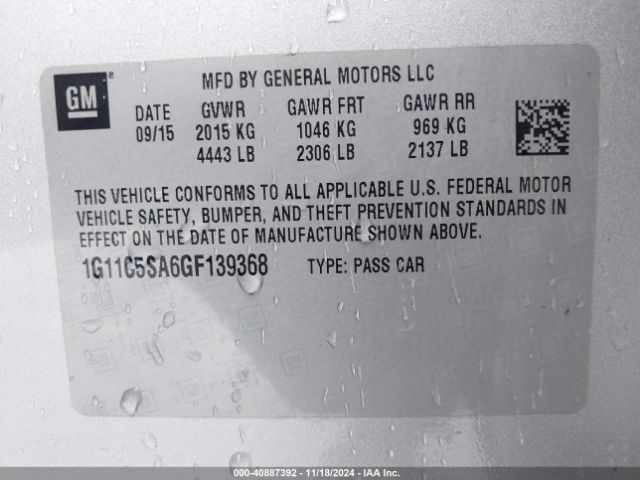 GM ®
MFD BY GENERAL MOTORS LLC
DATE GVWR GAWR FRT GAWR RR
09/15 2015 KG 1046 KG 969 KG
4443 LB 2306 LB 2137 LB
THIS VEHICLE CONFORMS TO ALL APPLICABLE U.S. FEDERAL MOTOR
VEHICLE SAFETY, BUMPER, AND THEFT PREVENTION STANDARDS IN
EFFECT ON THE DATE OF MANUFACTURE SHOWN ABOVE.
1G11C5SA6GF139368 TYPE: PASS CAR
000-40887392 - 11/18/2024 - IAA Inc.